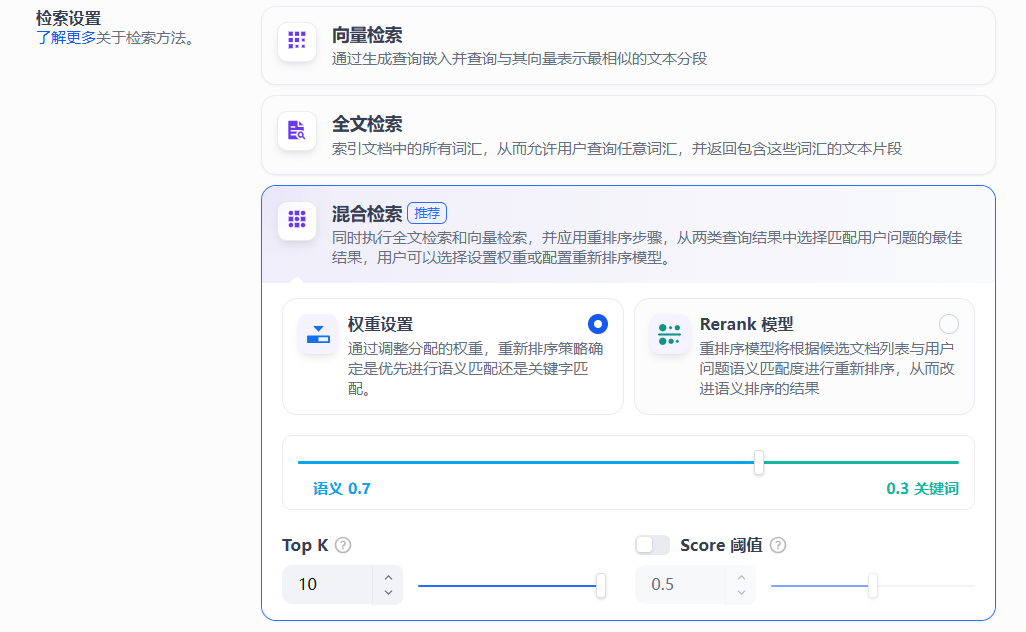 检索设置
了解更多关于检索方法。
向量检索
通过生成查询嵌入并查询与其向量表示最相似的文本分段
全文检索
索引文档中的所有词汇，从而允许用户查询任意词汇，并返回包含这些词汇的文本片段
混合检索 推荐
同时执行全文检索和向量检索，并应用重排序步骤，从两类查询结果中选择匹配用户问题的最佳
结果，用户可以选择设置权重或配置重新排序模型。
权重设置
通过调整分配的权重，重新排序策略确
定是优先进行语义匹配还是关键字匹
配。
Rerank 模型
重排序模型将根据候选文档列表与用户
问题语义匹配度进行重新排序，从而改
进语义排序的结果
语义 0.7
0.3 关键词
Top K
10
Score 阈值
0.5